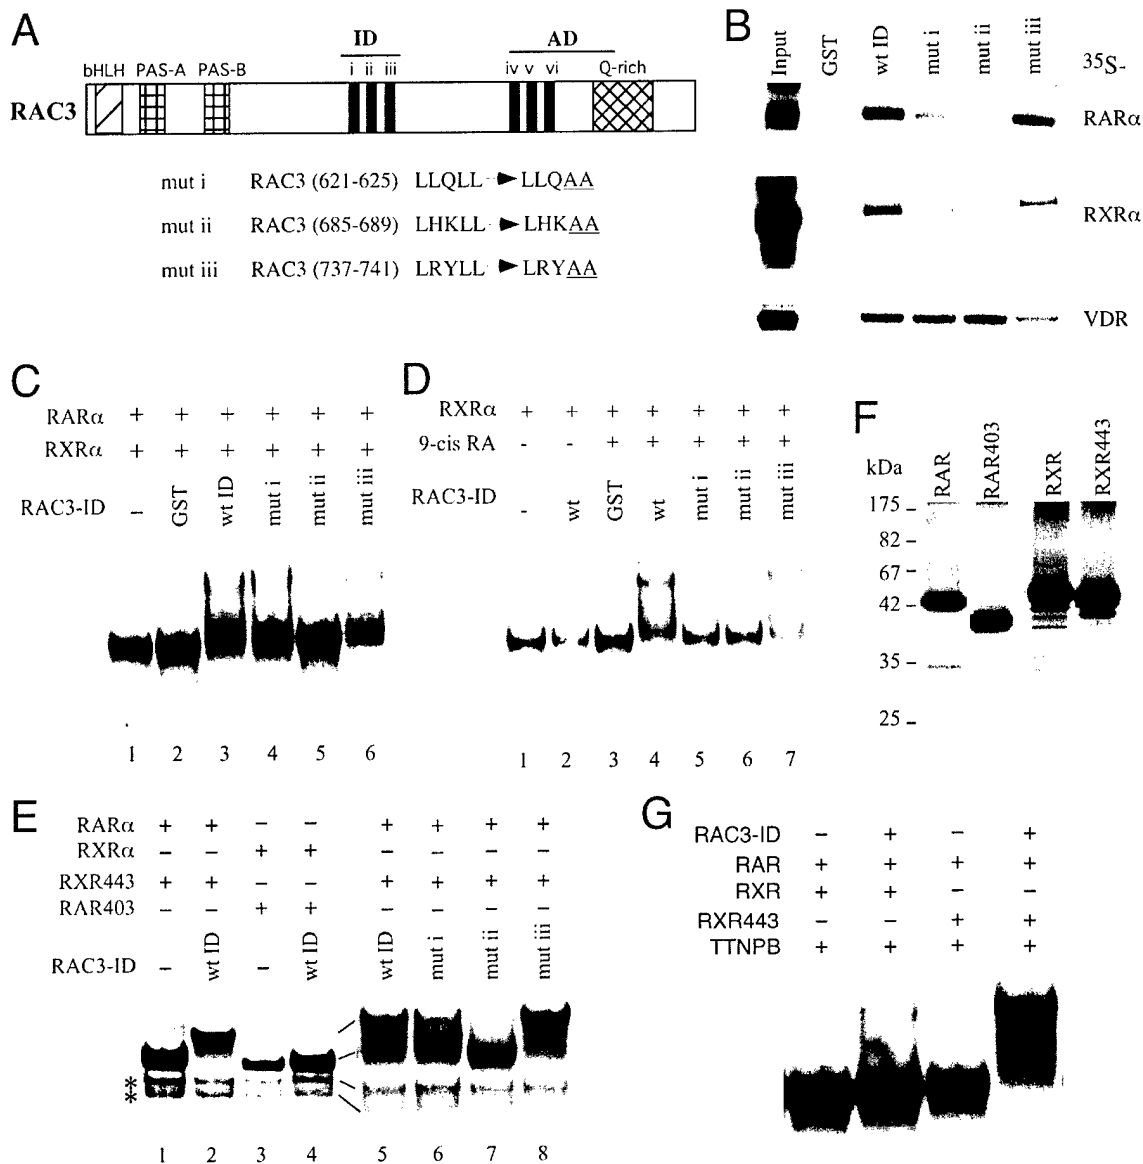 A
ID
AD
bHLH PAS-A PAS-B i ii iii iv v vi Q-rich
RAC3
mut i RAC3 (621-625) LLQLL LLQAA
mut ii RAC3 (685-689) LHKLL LHKAA
mut iii RAC3 (737-741) LRYLL LRYAA
B
Input GST wt ID mut i mut ii mut iii 35S-
RARα
RXRα
VDR
C
RARα + + + + + +
RXRα + + + + + +
RAC3-ID – GST wt ID mut i mut ii mut iii
1 2 3 4 5 6
D
RXRα + + + + + + +
9-cis RA - - + + + + +
RAC3-ID - wt GST wt mut i mut ii mut iii
1 2 3 4 5 6 7
F
kDa RAR RAR403 RXR RXR443
175
82
67
42
35
25
E
RARα + + – – + + + +
RXRα – – + + – – – –
RXR443 + + – – + + + +
RAR403 – – + + – – – –
RAC3-ID – wt ID – wt ID wt ID mut i mut ii mut iii
*
*
1 2 3 4 5 6 7 8
G
RAC3-ID – + – +
RAR + + + +
RXR + + – –
RXR443 – – + +
TTNPB + + + +